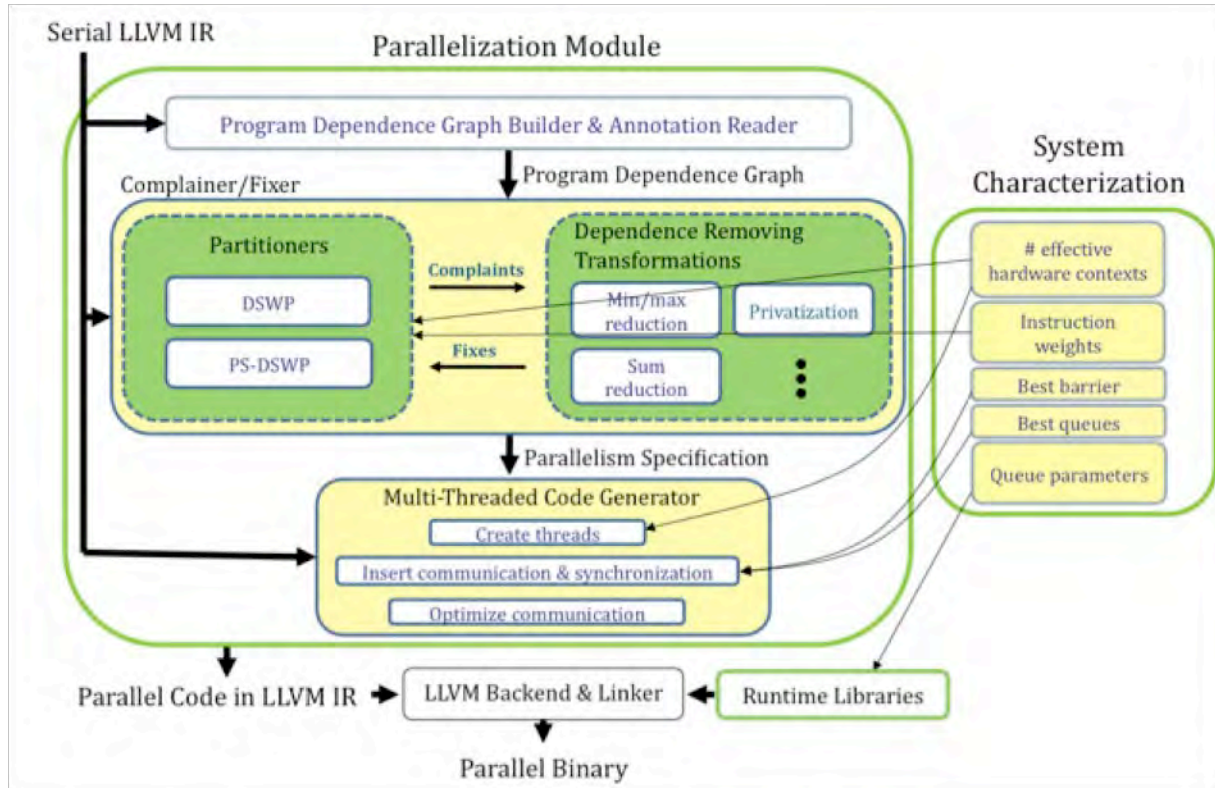 Serial LLVM IR
Parallelization Module
Program Dependence Graph Builder & Annotation Reader
Program Dependence Graph
Complainer/Fixer
Partitioners
DSWP
PS-DSWP
Complaints
Fixes
Dependence Removing
Transformations
Min/max
reduction
Privatization
Sum
reduction
Parallelism Specification
Multi-Threaded Code Generator
Create threads
Insert communication & synchronization
Optimize communication
System
Characterization
# effective
hardware contexts
Instruction
weights
Best barrier
Best queues
Queue parameters
Parallel Code in LLVM IR
LLVM Backend & Linker
Runtime Libraries
Parallel Binary